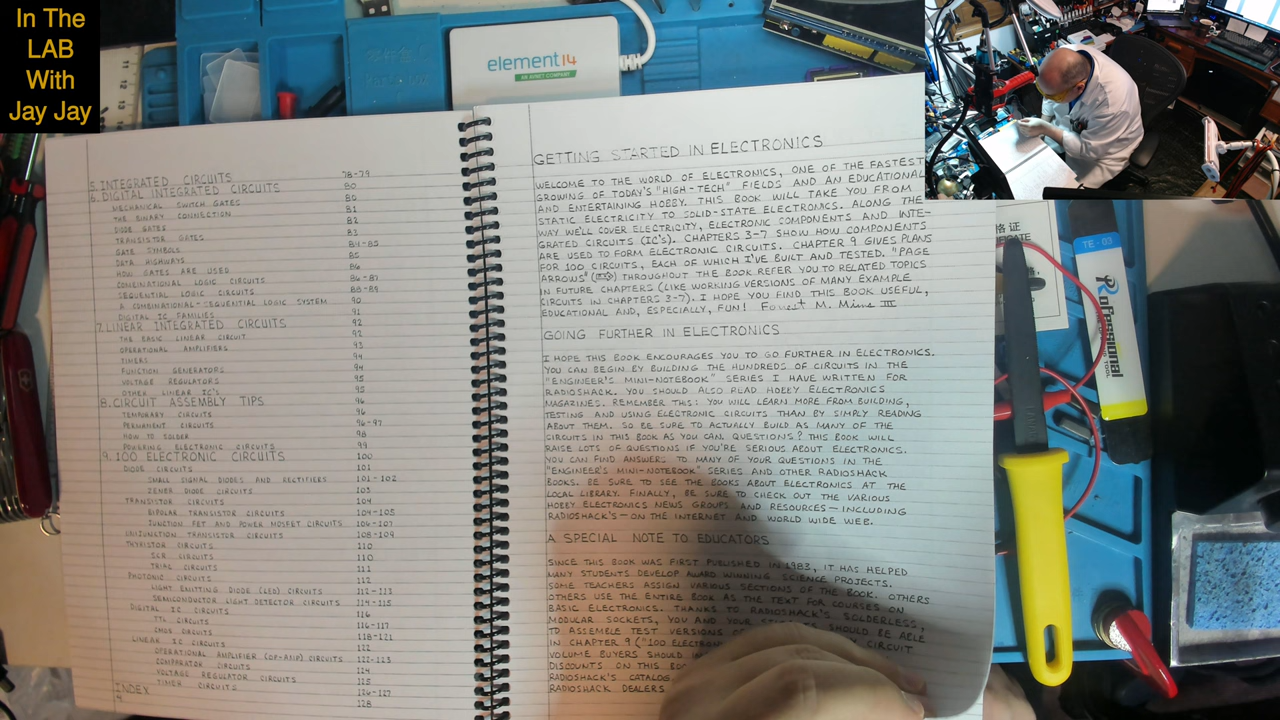 In The
LAB
With
Jay Jay
element14
AN AVNET COMPANY
5. INTEGRATED CIRCUITS 78-79
6. DIGITAL INTEGRATED CIRCUITS 80
MECHANICAL SWITCH GATES 80
THE BINARY CONNECTION 81
DIODE GATES 81
TRANSISTOR GATES 83
GATE SYMBOLS 84-85
DATA HIGHWAYS 85
HOW GATES ARE USED 86
COMBINATIONAL LOGIC CIRCUITS 86-87
SEQUENTIAL LOGIC CIRCUITS 88-89
A COMBINATIONAL-SEQUENTIAL LOGIC SYSTEM 90
DIGITAL IC FAMILIES 91
7. LINEAR INTEGRATED CIRCUITS 92
THE BASIC LINEAR CIRCUIT 92
OPERATIONAL AMPLIFIERS 93
TIMERS 94
FUNCTION GENERATORS 94
VOLTAGE REGULATORS 95
OTHER LINEAR IC'S 95
8. CIRCUIT ASSEMBLY TIPS 96
TEMPORARY CIRCUITS 96
PERMANENT CIRCUITS 96-97
HOW TO SOLDER 98
POWERING ELECTRONIC CIRCUITS 99
9. 100 ELECTRONIC CIRCUITS 100
DIODE CIRCUITS 101
SMALL SIGNAL DIODES AND RECTIFIERS 101-102
ZENER DIODE CIRCUITS 103
TRANSISTOR CIRCUITS 104
BIPOLAR TRANSISTOR CIRCUITS 104-105
JUNCTION FET AND POWER MOSFET CIRCUITS 106-107
UNIJUNCTION TRANSISTOR CIRCUITS 108-109
THYRISTOR CIRCUITS 110
SCR CIRCUITS 110
TRIAC CIRCUITS 111
PHOTONIC CIRCUITS 112
LIGHT EMITTING DIODE (LED) CIRCUITS 112-113
SEMICONDUCTOR LIGHT DETECTOR CIRCUITS 114-115
DIGITAL IC CIRCUITS 116
TTL CIRCUITS 116-117
CMOS CIRCUITS 118-121
LINEAR IC CIRCUITS 122
OPERATIONAL AMPLIFIER (OP-AMP) CIRCUITS 122-123
COMPARATOR CIRCUITS 124
VOLTAGE REGULATOR CIRCUITS
TIMER CIRCUITS 126-127
INDEX 128
4
GETTING STARTED IN ELECTRONICS
WELCOME TO THE WORLD OF ELECTRONICS, ONE OF THE FASTEST
GROWING OF TODAY'S "HIGH-TECH" FIELDS AND AN EDUCATIONAL
AND ENTERTAINING HOBBY. THIS BOOK WILL TAKE YOU FROM
STATIC ELECTRICITY TO SOLID-STATE ELECTRONICS. ALONG THE
WAY WE'LL COVER ELECTRICITY, ELECTRONIC COMPONENTS AND INTE-
GRATED CIRCUITS (IC'S). CHAPTERS 3-7 SHOW HOW COMPONENTS
ARE USED TO FORM ELECTRONIC CIRCUITS. CHAPTER 9 GIVES PLANS
FOR 100 CIRCUITS, EACH OF WHICH I'VE BUILT AND TESTED. "PAGE
ARROWS" THROUGHOUT THE BOOK REFER YOU TO RELATED TOPICS
IN FUTURE CHAPTERS (LIKE WORKING VERSIONS OF MANY EXAMPLE
CIRCUITS IN CHAPTERS 3-7). I HOPE YOU FIND THIS BOOK USEFUL,
EDUCATIONAL AND, ESPECIALLY, FUN! Forrest M. Mims III
GOING FURTHER IN ELECTRONICS
I HOPE THIS BOOK ENCOURAGES YOU TO GO FURTHER IN ELECTRONICS.
YOU CAN BEGIN BY BUILDING THE HUNDREDS OF CIRCUITS IN THE
"ENGINEER'S MINI-NOTEBOOK" SERIES I HAVE WRITTEN FOR
RADIOSHACK. YOU SHOULD ALSO READ HOBBY ELECTRONICS
MAGAZINES. REMEMBER THIS: YOU WILL LEARN MORE FROM BUILDING,
TESTING AND USING ELECTRONIC CIRCUITS THAN BY SIMPLY READING
ABOUT THEM. SO BE SURE TO ACTUALLY BUILD AS MANY OF THE
CIRCUITS IN THIS BOOK AS YOU CAN. QUESTIONS? THIS BOOK WILL
RAISE LOTS OF QUESTIONS IF YOU'RE SERIOUS ABOUT ELECTRONICS.
YOU CAN FIND ANSWERS TO MANY OF YOUR QUESTIONS IN THE
"ENGINEER'S MINI-NOTEBOOK" SERIES AND OTHER RADIOSHACK
BOOKS. BE SURE TO SEE THE BOOKS ABOUT ELECTRONICS AT THE
LOCAL LIBRARY. FINALLY, BE SURE TO CHECK OUT THE VARIOUS
HOBBY ELECTRONICS NEWS GROUPS AND RESOURCES—INCLUDING
RADIOSHACK'S—ON THE INTERNET AND WORLD WIDE WEB.
A SPECIAL NOTE TO EDUCATORS
SINCE THIS BOOK WAS FIRST PUBLISHED IN 1983, IT HAS HELPED
MANY STUDENTS DEVELOP AWARD WINNING SCIENCE PROJECTS.
SOME TEACHERS ASSIGN VARIOUS SECTIONS OF THE BOOK. OTHERS
OTHERS USE THE ENTIRE BOOK AS THE TEXT FOR COURSES ON
BASIC ELECTRONICS. THANKS TO RADIOSHACK'S SOLDERLESS,
MODULAR SOCKETS, YOU AND YOUR SHOULD BE ABLE
TO ASSEMBLE TEST VERSIONS CIRCUIT
IN CHAPTER 9 ("100 ELECTRON
VOLUME BUYERS SHOULD
DISCOUNTS ON THIS
RADIOSHACK'S CATALOG
RADIOSHACK DEALERS
TE-03
Professional